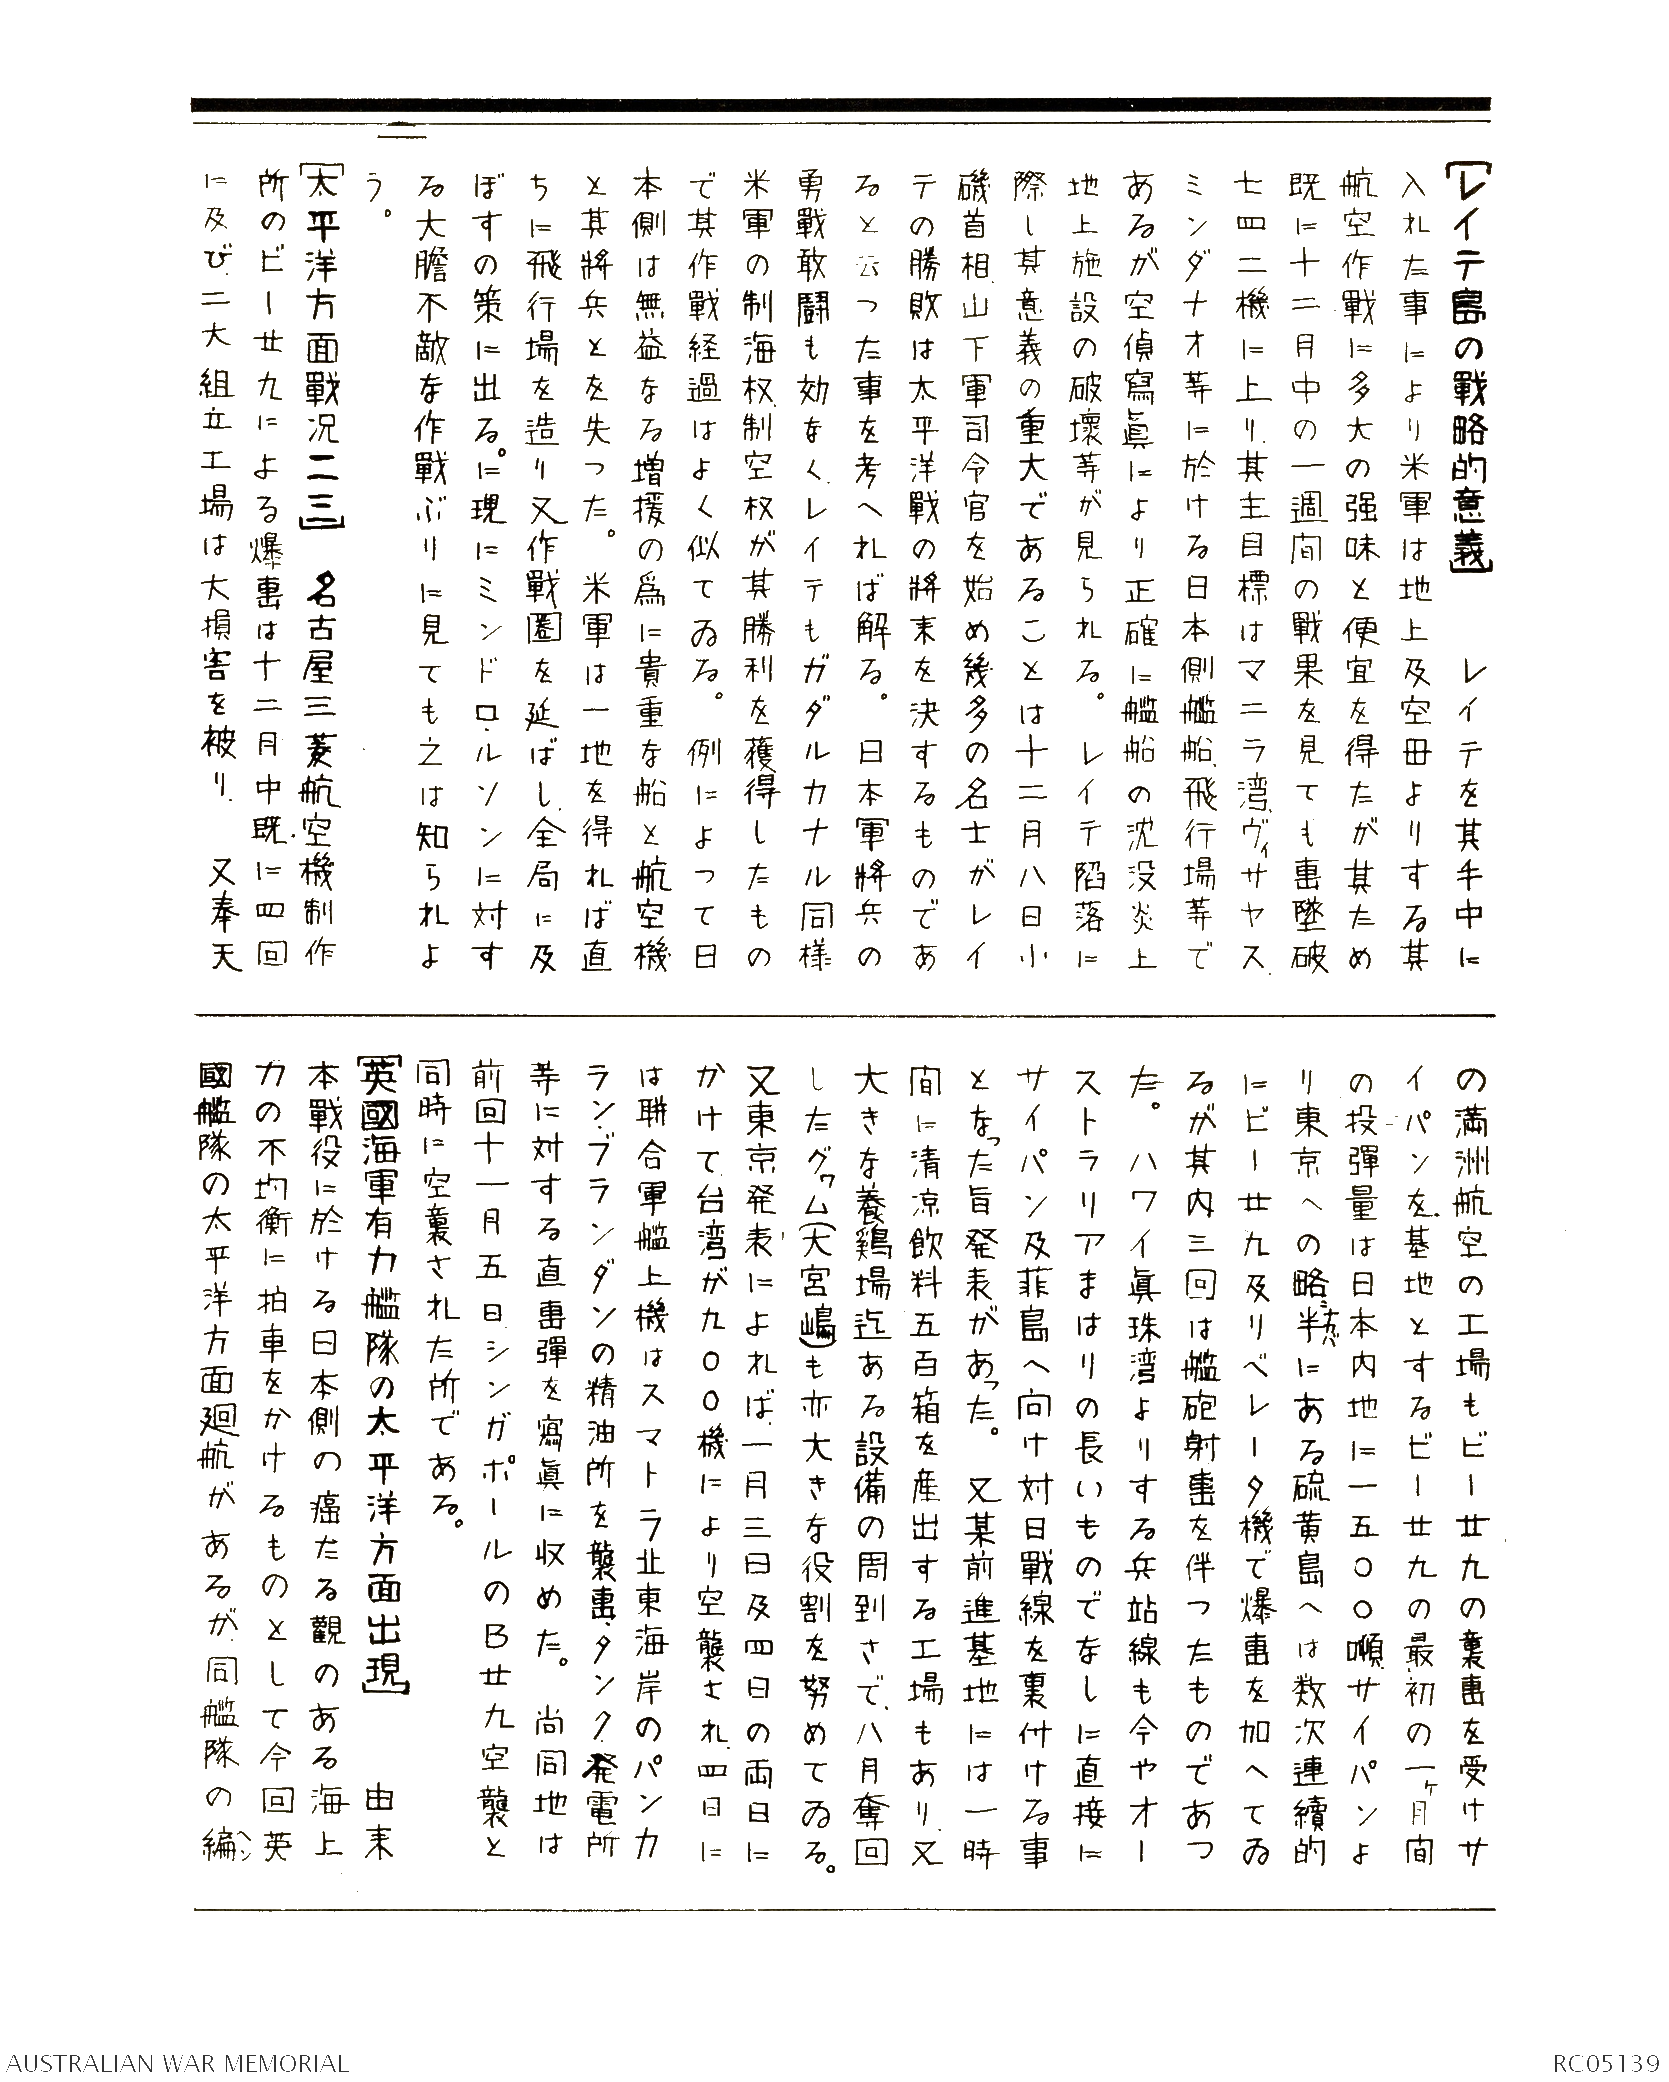 二
[レイテ島の戰略的意義]　　レイテを其手中に
入れた事により米軍は地上及空毌よりする其
航空作戰に多大の强味と便宜を得たが其ため
既に十二月中の一週间の戰果を見ても擊墜破
七四二機に上り、其主目標はマニラ湾、ヴィサヤス、
ミンダナオ等に於ける日本側艦船、飛行場等で
あるが空偵寫眞により正確に艦船の沈没炎上
地上施設の破壞等が見られる。　レイテ陷落に
際し其意義の重大であることは十二月八日小
磯首相、山下軍司令官を始め幾多の名士がレイ
テの勝敗は太平洋戰の將来を決するものであ
ると云つた事を考へれば解る。　日本軍將兵の
勇戰敢闘も効なく、レイテもガダルカナル同様
米軍の制海权、制空权が其勝利を獲得したもの
で其作戰経過はよく似てゐる。　例によつて日
本側は無益なる増援の爲に貴重な船と航空機
と其將兵とを失つた。　米軍は一地を得れば直
ちに飛行場を造り又作戰圏を延ばし、全局に及
ぼすの策に出る。に現にミンドロ、ルソンに対す
る大膽不敵な作戰ぶりに見ても之は知られよ
う。
[太平洋方面戰況二三]　名古屋三菱航空機制作
所のビー廿九による爆擊は十二月中既に四回
に及び、二大組立工場は大損害を被り、　又奉天
の満洲航空の工場もビー廿九の襲擊を受けサ
イパンを基地とするビー廿九の最初の一ヶ月间
の投彈量は日本内地に一五〇〇噸、サイパンよ
り東京への略半ナカバにある硫黄島へは数次連續的
にビー廿九及リベレータ機で爆擊を加へてゐ
るが其内三回は艦砲射擊を伴つたものであつ
た。　ハワイ眞珠湾よりする兵站線も今やオー
ストラリアまはりの長いものでなしに直接に
サイパン及菲島へ向け対日戰線を裏付ける事
となった旨発表があった。　又某前進基地には一時
间に清涼飲料五百箱を産出する工場もあり、又
大きな養鶏場迄ある設備の周到さで、八月奪回
したグヮム(大宮嶋)も亦大きな役割を努めてゐる。
又東京発表によれば、一月三日及四日の両日に
かけて台湾が九〇〇機により空襲され、四日に
は聨合軍艦上機はスマトラ北東海岸のパンカ
ラン、ブランダンの精油所を襲擊、タンク、発電所
等に対する直擊彈を寫眞に収めた。　尚同地は
前回十一月五日、シンガポールのB廿九空襲と
同時に空襲された所である。
[英國海軍有力艦隊の太平洋方面出現]　　由来
本戰役に於ける日本側の癌たる觀のある海上
力の不均衡に拍車をかけるものとして今回英
國艦隊の太平洋方面廻航があるが、同艦隊の編ヘン
AUSTRALIAN WAR MEMORIAL
RC05139